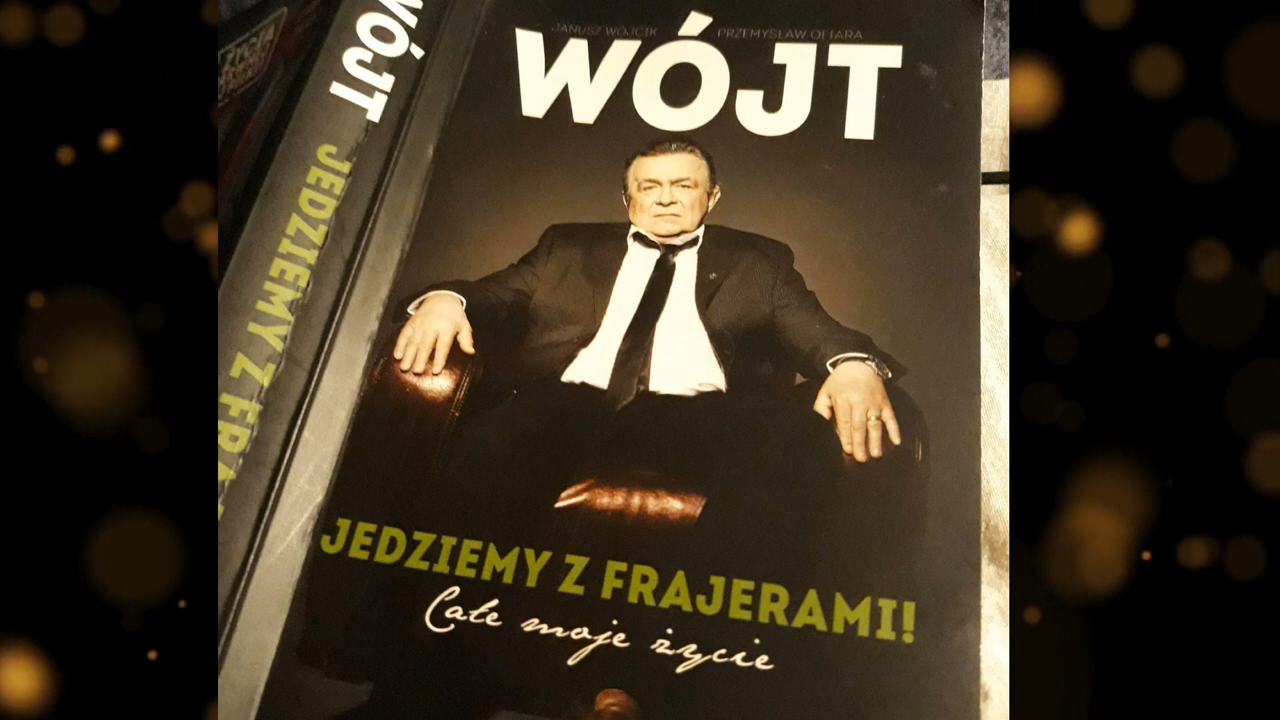 JANUSZ WÓJCIK PRZEMYSŁAW OFIARA
WÓJT
JEDZIEMY Z FRAJERAMI!
Całe moje życie
WÓJT JEDZIEMY Z FRA